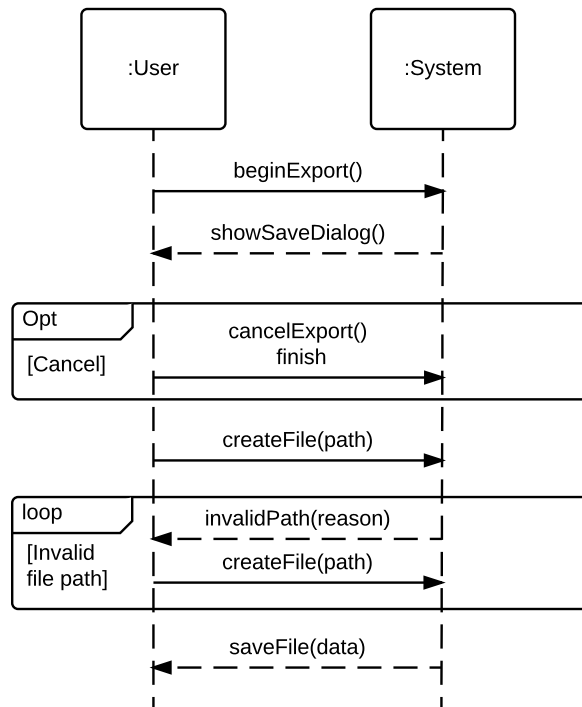 :User
:System
beginExport()
showSaveDialog()
Opt
[Cancel]
cancelExport()
finish
createFile(path)
loop
[Invalid
file path]
invalidPath(reason)
createFile(path)
saveFile(data)